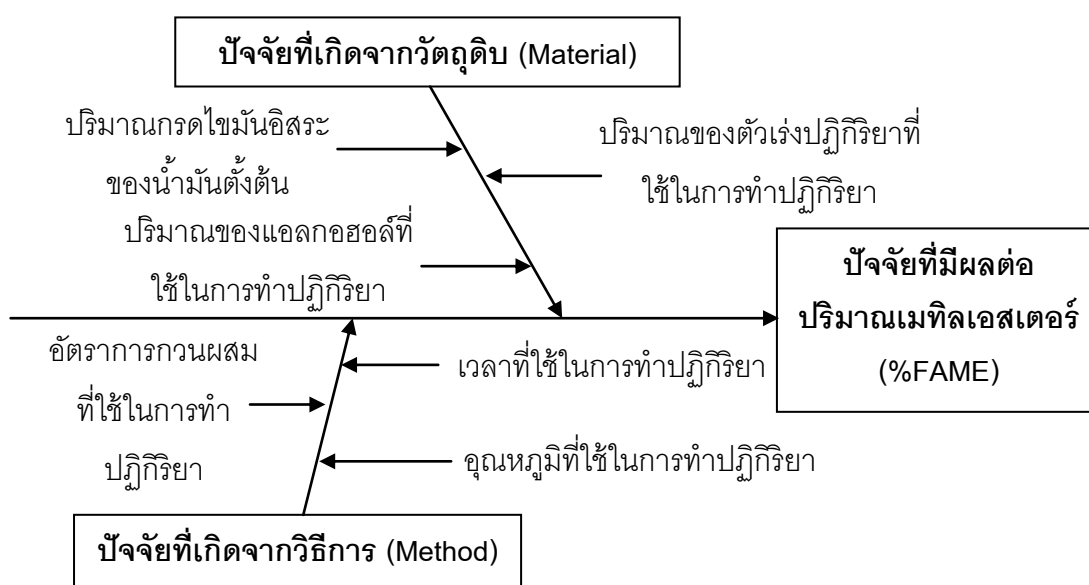 ปัจจัยที่เกิดจากวัตถุดิบ (Material)
ปริมาณกรดไขมันอิสระ
ของน้ำมันตั้งต้น
ปริมาณของตัวเร่งปฏิกิริยาที่
ใช้ในการทำปฏิกิริยา
ปริมาณของแอลกอฮอล์ที่
ใช้ในการทำปฏิกิริยา
ปัจจัยที่มีผลต่อ
ปริมาณเมทิลเอสเตอร์
(%FAME)
อัตราการกวนผสม
ที่ใช้ในการทำ
ปฏิกิริยา
เวลาที่ใช้ในการทำปฏิกิริยา
อุณหภูมิที่ใช้ในการทำปฏิกิริยา
ปัจจัยที่เกิดจากวิธีการ (Method)